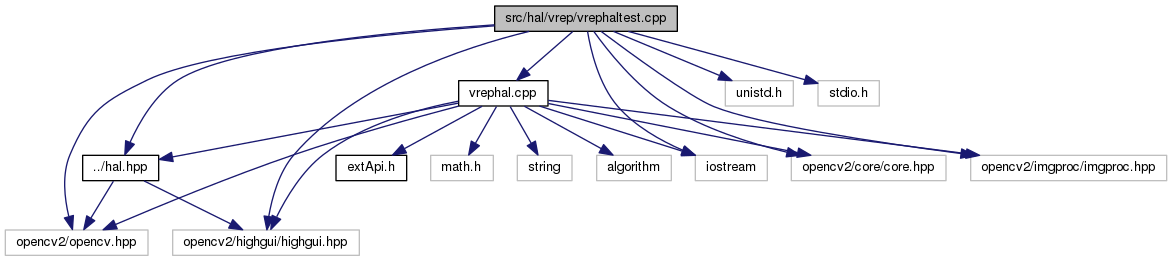 src/hal/vrep/vrephaltest.cpp
vrephal.cpp
unistd.h
stdio.h
../hal.hpp
extApi.h
math.h
string
algorithm
iostream
opencv2/core/core.hpp
opencv2/imgproc/imgproc.hpp
opencv2/opencv.hpp
opencv2/highgui/highgui.hpp